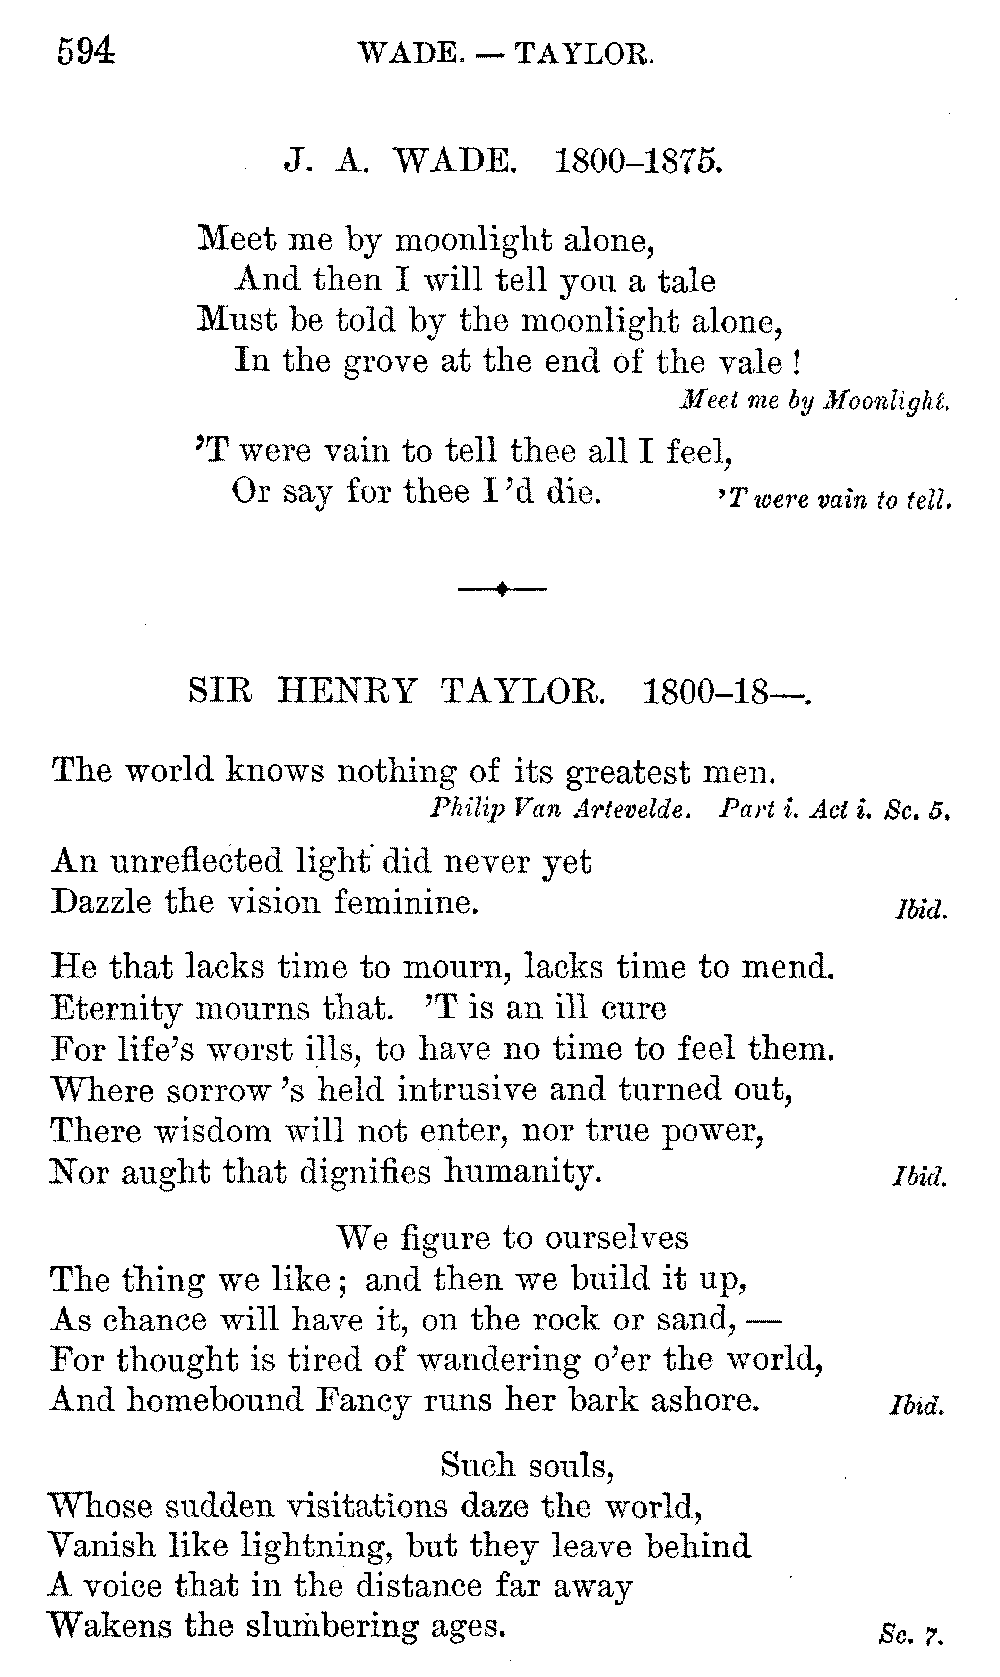 594 WADE. — TAYLOR.
J. A. WADE. 1800–1875.
Meet me by moonlight alone,
And then I will tell you a tale
Must be told by the moonlight alone,
In the grove at the end of the vale !
Meet me by Moonlight.
’T were vain to tell thee all I feel,
Or say for thee I ’d die. ’T were vain to tell.
SIR HENRY TAYLOR. 1800–18—.
The world knows nothing of its greatest men.
Philip Van Artevelde. Part i. Act i. Sc. 5.
An unreflected light did never yet
Dazzle the vision feminine. Ibid.
He that lacks time to mourn, lacks time to mend.
Eternity mourns that. ’T is an ill cure
For life’s worst ills, to have no time to feel them.
Where sorrow ’s held intrusive and turned out,
There wisdom will not enter, nor true power,
Nor aught that dignifies humanity. Ibid.
We figure to ourselves
The thing we like ; and then we build it up,
As chance will have it, on the rock or sand, —
For thought is tired of wandering o’er the world,
And homebound Fancy runs her bark ashore. Ibid.
Such souls,
Whose sudden visitations daze the world,
Vanish like lightning, but they leave behind
A voice that in the distance far away
Wakens the slumbering ages. Sc. 7.